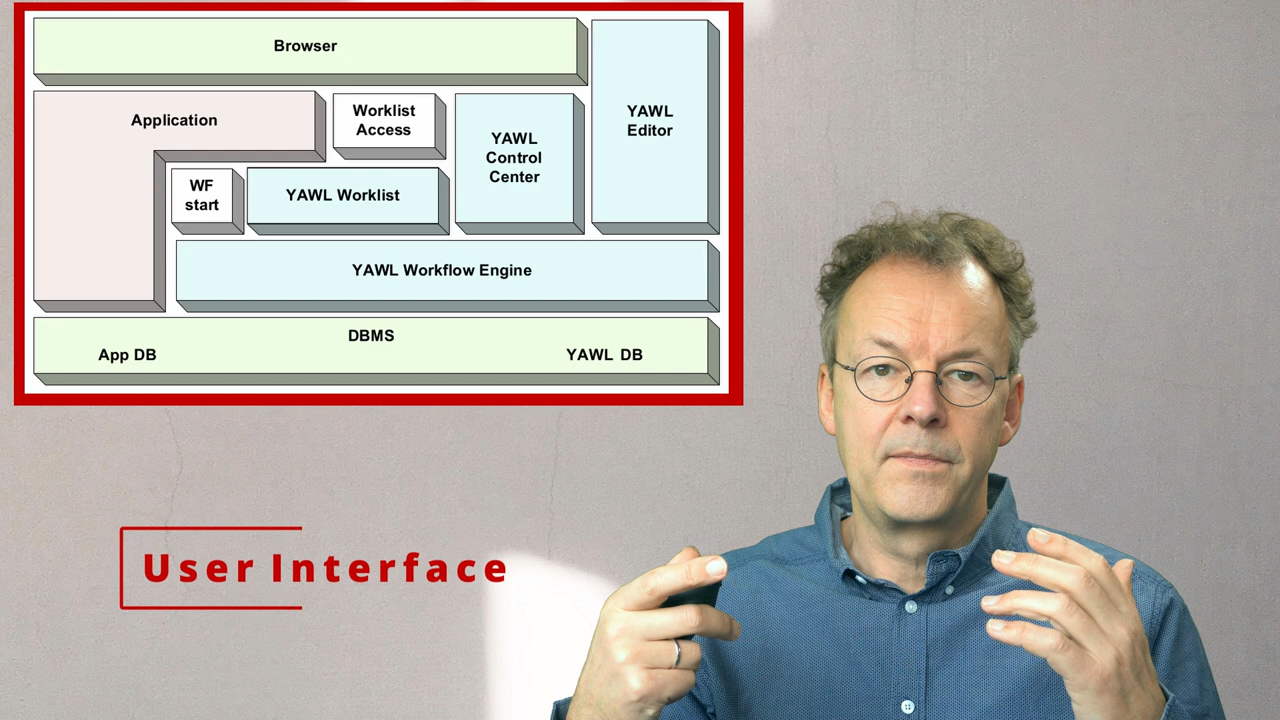 Browser
Application
Worklist
Access
YAWL
Control
Center
YAWL
Editor
WF
start
YAWL Worklist
YAWL Workflow Engine
DBMS
App DB
YAWL DB
User Interface